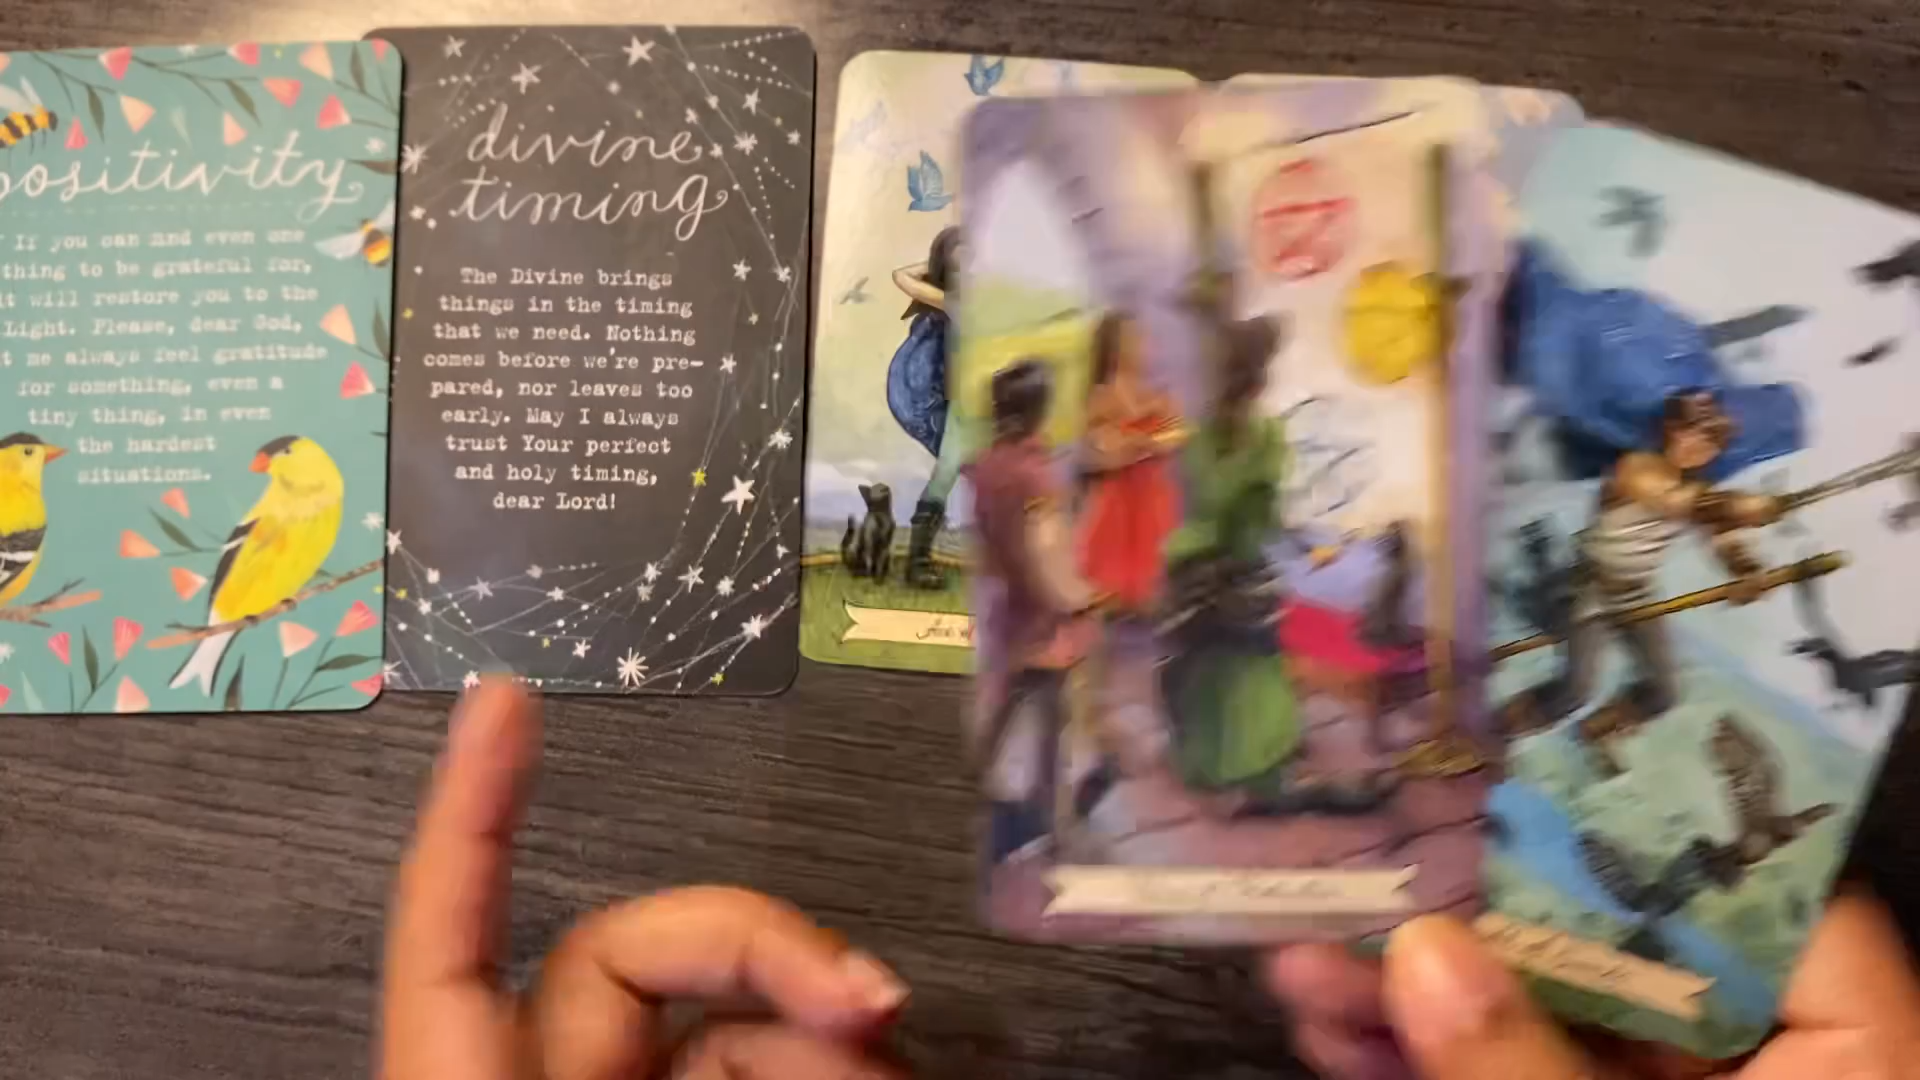 positivity
If you can find even one
thing to be grateful for,
it will restore you to the
Light. Please, dear God,
let me always feel gratitude
for something, even a
tiny thing, in even
the hardest
situations.
divine
timing
The Divine brings
things in the timing
that we need. Nothing
comes before we're pre-
pared, nor leaves too
early. May I always
trust Your perfect
and holy timing,
dear Lord!